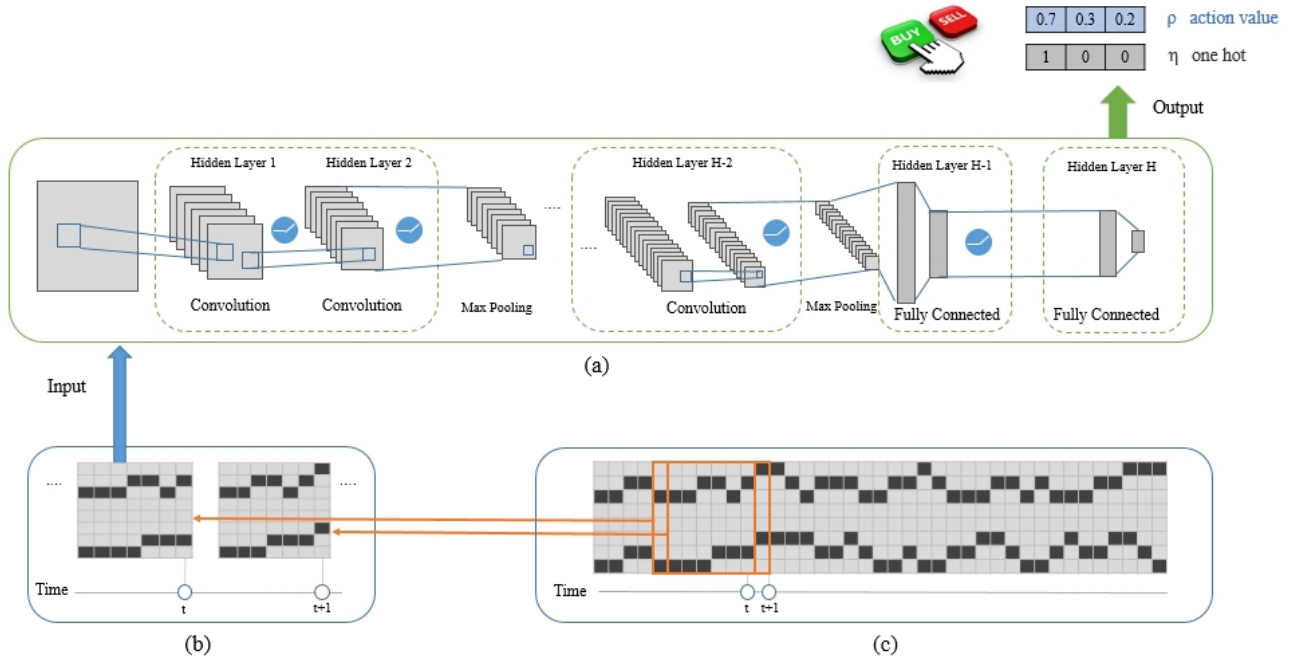 BUY
SELL
0.7 0.3 0.2 ρ action value
1 0 0 η one hot
Output
Hidden Layer 1
Hidden Layer 2
Hidden Layer H-2
Hidden Layer H-1
Hidden Layer H
....
....
Convolution
Convolution
Max Pooling
Convolution
Max Pooling
Fully Connected
Fully Connected
(a)
Input
....
....
Time
t
t+1
(b)
Time
t
t+1
(c)